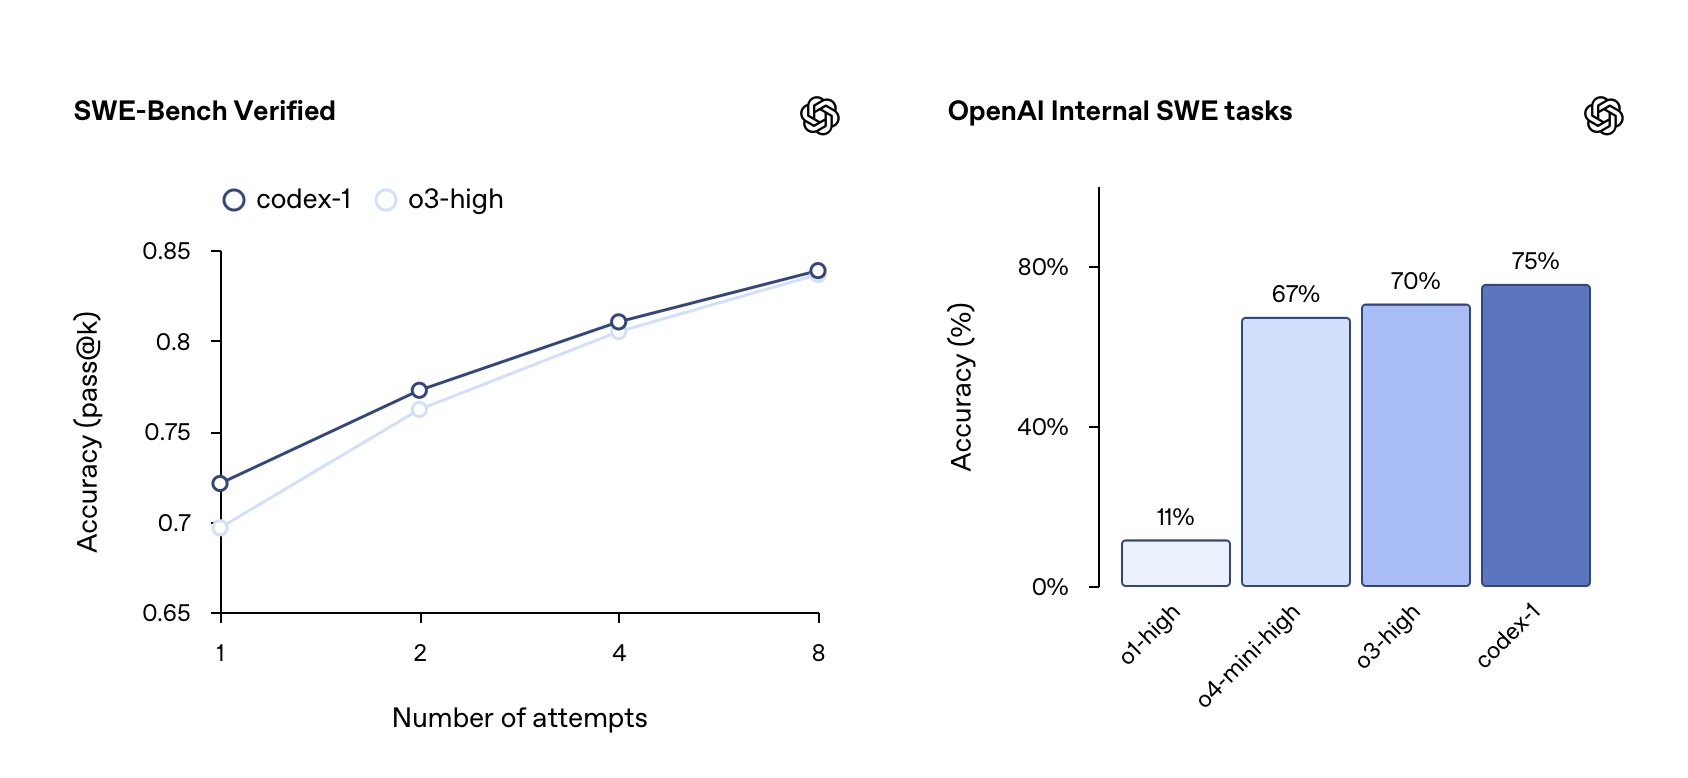 SWE-Bench Verified
codex-1
o3-high
0.85
0.8
0.75
0.7
0.65
Accuracy (pass@k)
1
2
4
8
Number of attempts
OpenAI Internal SWE tasks
80%
40%
0%
Accuracy (%)
11%
67%
70%
75%
o1-high
o4-mini-high
o3-high
codex-1